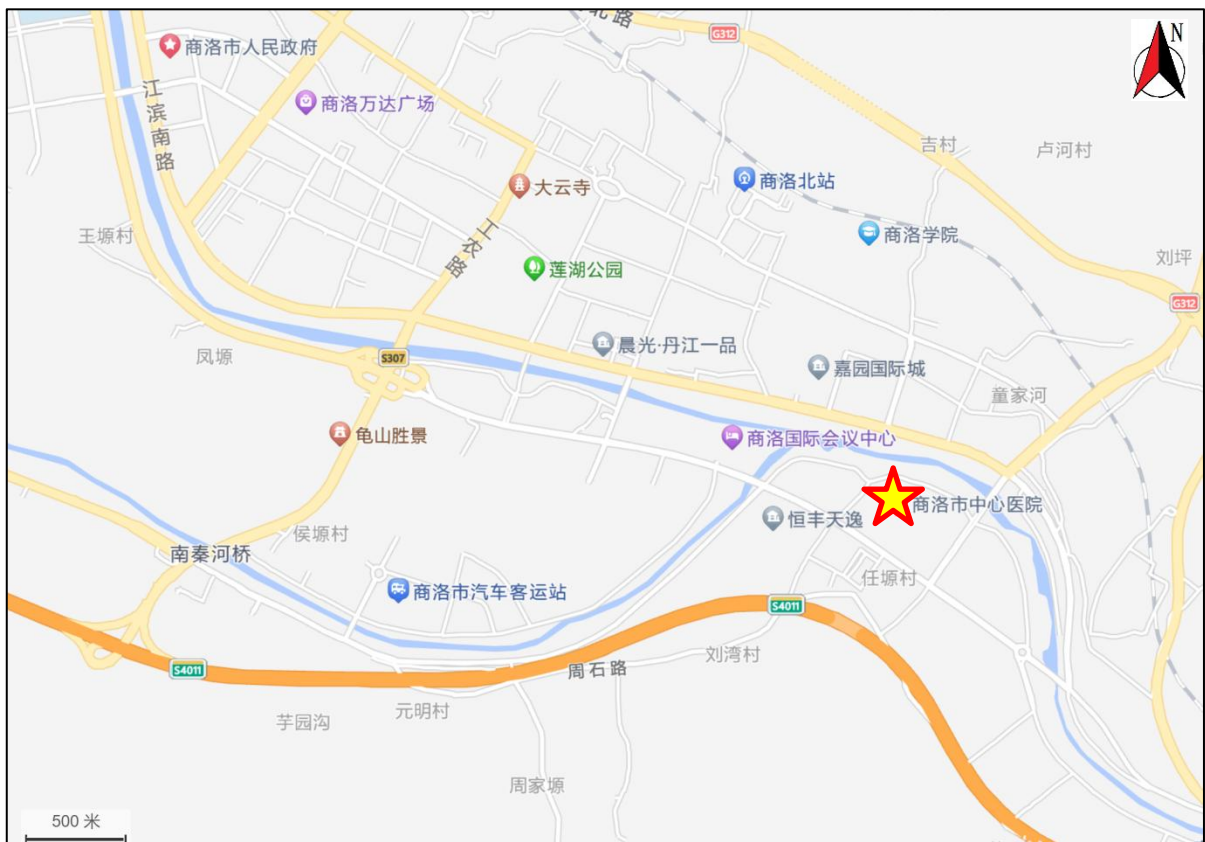 北路
G312
N
商洛市人民政府
江滨南路
商洛万达广场
吉村
卢河村
大云寺
商洛北站
工农路
商洛学院
王塬村
莲湖公园
刘坪
G312
晨光·丹江一品
凤塬
S307
嘉园国际城
童家河
龟山胜景
商洛国际会议中心
商洛市中心医院
恒丰天逸
侯塬村
南秦河桥
任塬村
商洛市汽车客运站
S4011
刘湾村
S4011
周石路
元明村
芋园沟
周家塬
500 米